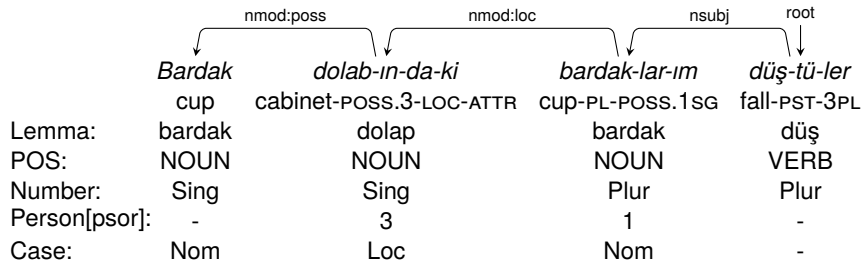 nmod:poss nmod:loc nsubj root
Bardak dolab-ın-da-ki bardak-lar-ım düş-tü-ler
cup cabinet-POSS.3-LOC-ATTR cup-PL-POSS.1SG fall-PST-3PL
Lemma: bardak dolap bardak düş
POS: NOUN NOUN NOUN VERB
Number: Sing Sing Plur Plur
Person[psor]: - 3 1 -
Case: Nom Loc Nom -